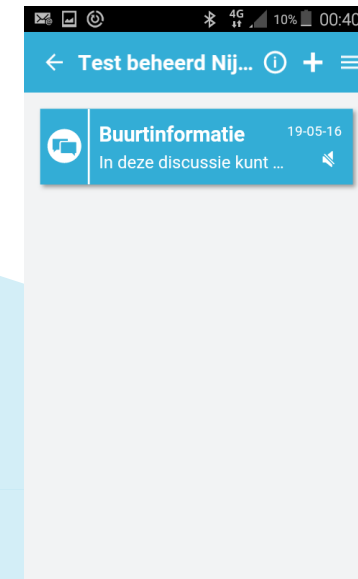 4G 10% 00:40
Test beheerd Nij...
Buurtinformatie 19-05-16
In deze discussie kunt ...